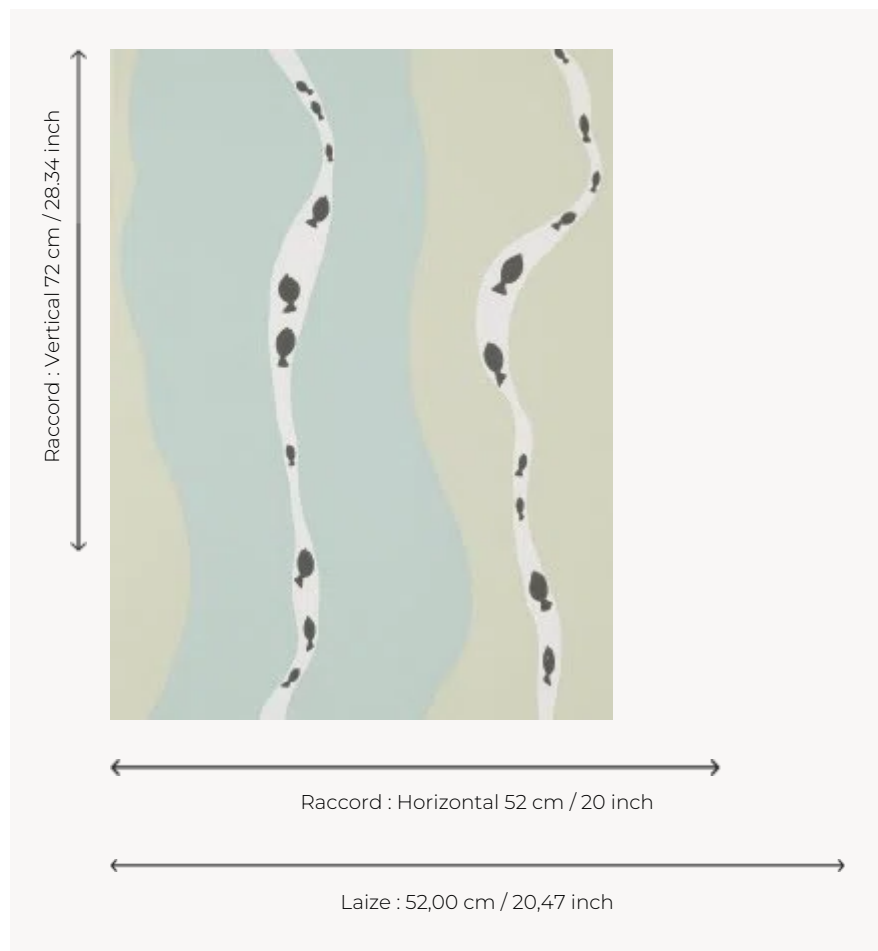 Raccord : Vertical 72 cm / 28.34 inch
Raccord : Horizontal 52 cm / 20 inch
Laize : 52,00 cm / 20,47 inch